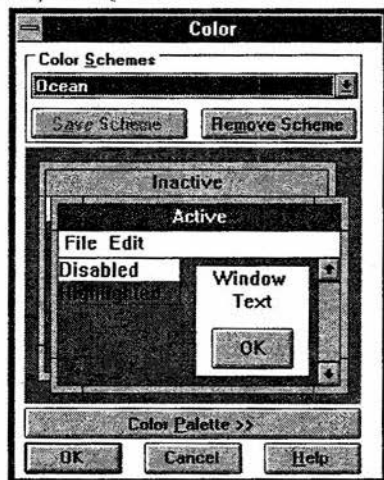 Color
Color Schemes
Ocean
Save Scheme Remove Scheme
Inactive
Active
File Edit
Disabled
Highlighted
Window
Text
OK
Color Palette >>
OK Cancel Help